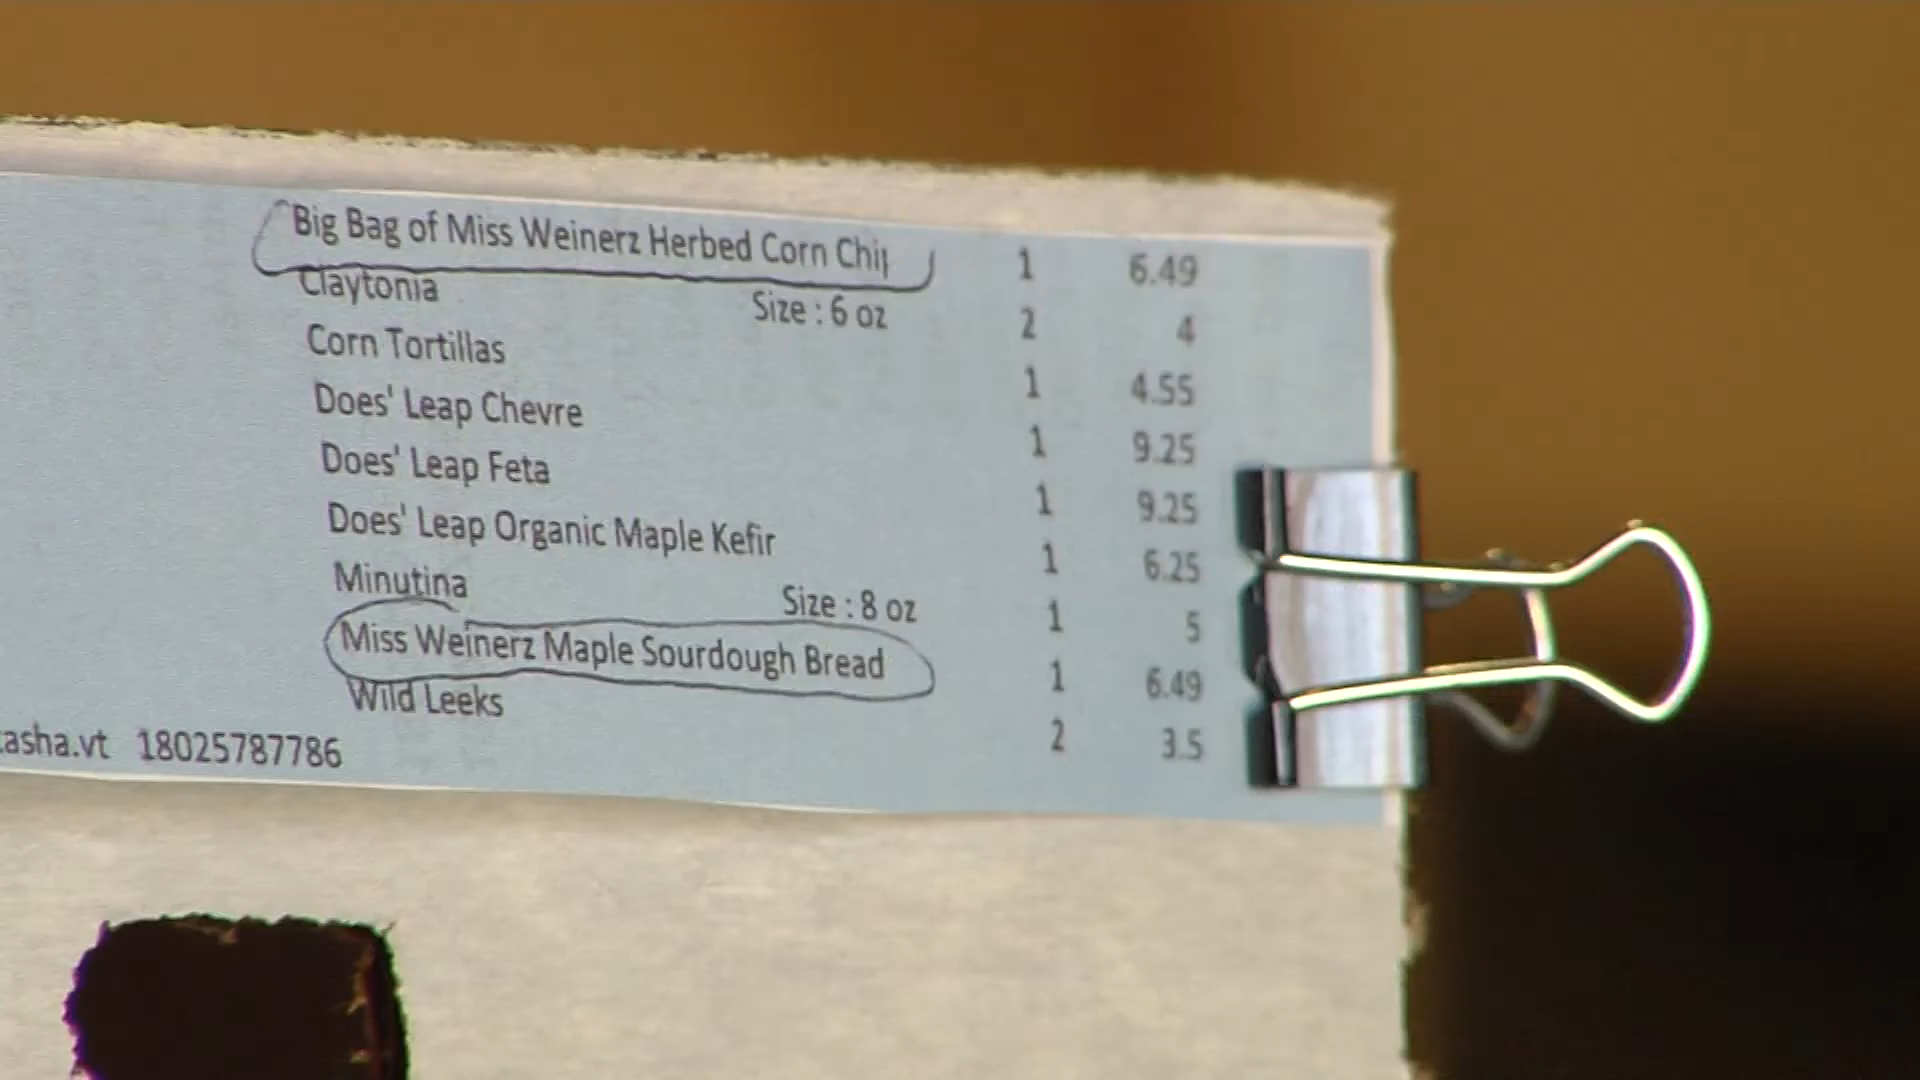 Big Bag of Miss Weinerz Herbed Corn Chi 1 6.49
Claytonia Size : 6 oz 2 4
Corn Tortillas 1 4.55
Does' Leap Chevre 1 9.25
Does' Leap Feta 1 9.25
Does' Leap Organic Maple Kefir 1 6.25
Minutina Size : 8 oz 1 5
Miss Weinerz Maple Sourdough Bread 1 6.49
Wild Leeks 2 3.5
asha.vt 18025787786